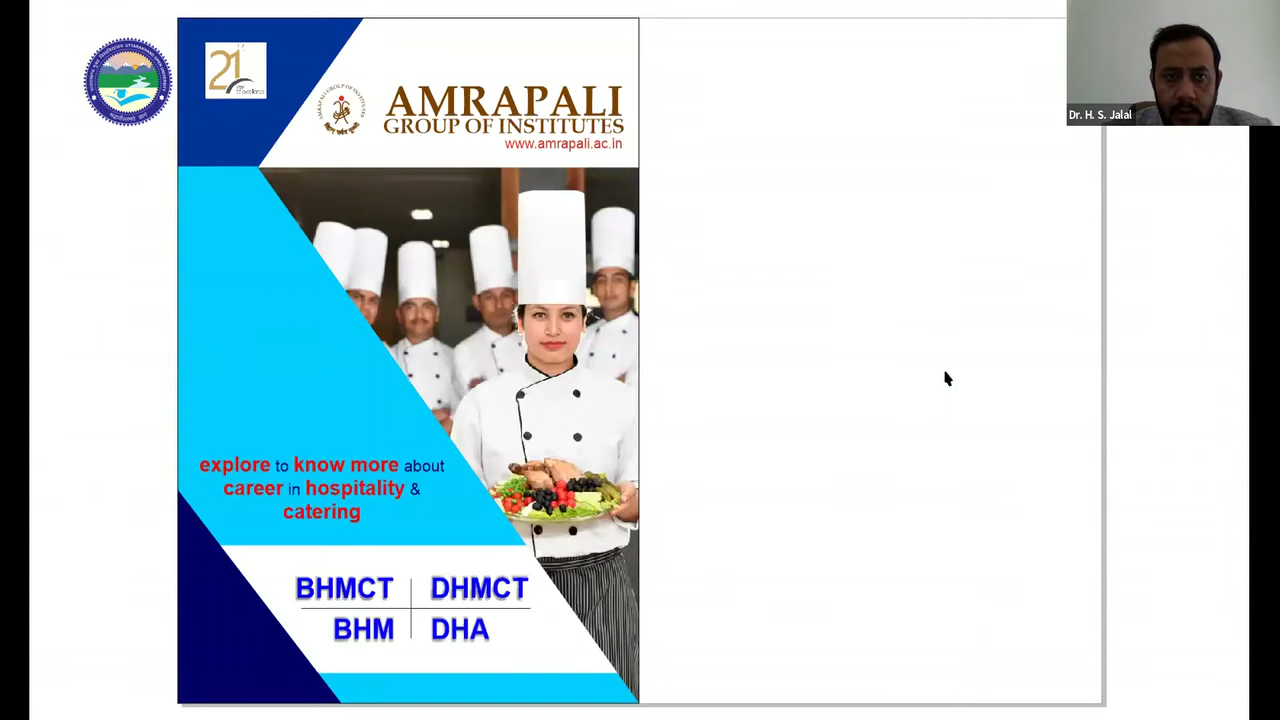 21
AMRAPALI
GROUP OF INSTITUTES
www.amrapali.ac.in
Dr. H. S. Jalal
explore to know more about
career in hospitality &
catering
BHMCT
DHMCT
BHM
DHA